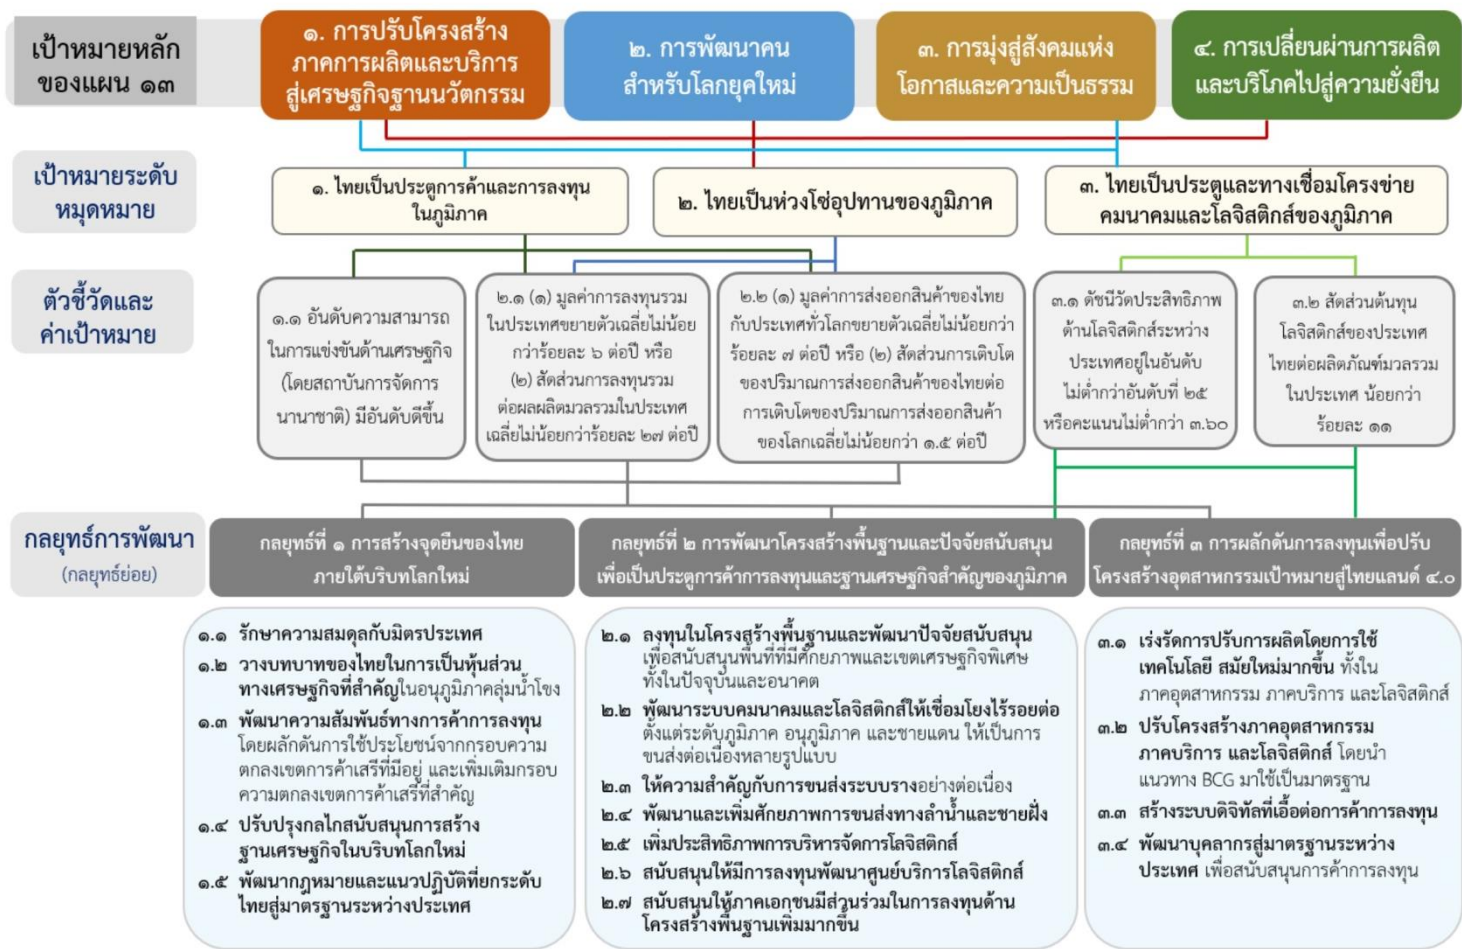 เป้าหมายหลัก
ของแผน ๑๓
๑. การปรับโครงสร้าง
ภาคการผลิตและบริการ
สู่เศรษฐกิจฐานนวัตกรรม
๒. การพัฒนาคน
สำหรับโลกยุคใหม่
๓. การมุ่งสู่สังคมแห่ง
โอกาสและความเป็นธรรม
๔. การเปลี่ยนผ่านการผลิต
และบริโภคไปสู่ความยั่งยืน
เป้าหมายระดับ
หมุดหมาย
๑. ไทยเป็นประตูการค้าและการลงทุน
ในภูมิภาค
๒. ไทยเป็นห่วงโซ่อุปทานของภูมิภาค
๓. ไทยเป็นประตูและทางเชื่อมโครงข่าย
คมนาคมและโลจิสติกส์ของภูมิภาค
ตัวชี้วัดและ
ค่าเป้าหมาย
๑.๑ อันดับความสามารถ
ในการแข่งขันด้านเศรษฐกิจ
(โดยสถาบันการจัดการ
นานาชาติ) มีอันดับดีขึ้น
๒.๑ (๑) มูลค่าการลงทุนรวม
ในประเทศขยายตัวเฉลี่ยไม่น้อย
กว่าร้อยละ ๖ ต่อปี หรือ
(๒) สัดส่วนการลงทุนรวม
ต่อผลผลิตมวลรวมในประเทศ
เฉลี่ยไม่น้อยกว่าร้อยละ ๒๗ ต่อปี
๒.๒ (๑) มูลค่าการส่งออกสินค้าของไทย
กับประเทศทั่วโลกขยายตัวเฉลี่ยไม่น้อยกว่า
ร้อยละ ๗ ต่อปี หรือ (๒) สัดส่วนการเติบโต
ของปริมาณการส่งออกสินค้าของไทยต่อ
การเติบโตของปริมาณการส่งออกสินค้า
ของโลกเฉลี่ยไม่น้อยกว่า ๑.๕ ต่อปี
๓.๑ ดัชนีวัดประสิทธิภาพ
ด้านโลจิสติกส์ระหว่าง
ประเทศอยู่ในอันดับ
ไม่ต่ำกว่าอันดับที่ ๒๕
หรือคะแนนไม่ต่ำกว่า ๓.๖๐
๓.๒ สัดส่วนต้นทุน
โลจิสติกส์ของประเทศ
ไทยต่อผลิตภัณฑ์มวลรวม
ในประเทศ น้อยกว่า
ร้อยละ ๑๑
กลยุทธ์การพัฒนา
(กลยุทธ์ย่อย)
กลยุทธ์ที่ ๑ การสร้างจุดยืนของไทย
ภายใต้บริบทโลกใหม่
กลยุทธ์ที่ ๒ การพัฒนาโครงสร้างพื้นฐานและปัจจัยสนับสนุน
เพื่อเป็นประตูการค้าการลงทุนและฐานเศรษฐกิจสำคัญของภูมิภาค
กลยุทธ์ที่ ๓ การผลักดันการลงทุนเพื่อปรับ
โครงสร้างอุตสาหกรรมเป้าหมายสู่ไทยแลนด์ ๔.๐
๑.๑ รักษาความสมดุลกับมิตรประเทศ
๑.๒ วางบทบาทของไทยในการเป็นหุ้นส่วน
ทางเศรษฐกิจที่สำคัญในอนุภูมิภาคลุ่มน้ำโขง
๑.๓ พัฒนาความสัมพันธ์ทางการค้าการลงทุน
โดยผลักดันการใช้ประโยชน์จากกรอบความ
ตกลงเขตการค้าเสรีที่มีอยู่ และเพิ่มเติมกรอบ
ความตกลงเขตการค้าเสรีที่สำคัญ
๑.๔ ปรับปรุงกลไกสนับสนุนการสร้าง
ฐานเศรษฐกิจในบริบทโลกใหม่
๑.๕ พัฒนากฎหมายและแนวปฏิบัติที่ยกระดับ
ไทยสู่มาตรฐานระหว่างประเทศ
๒.๑ ลงทุนในโครงสร้างพื้นฐานและพัฒนาปัจจัยสนับสนุน
เพื่อสนับสนุนพื้นที่ที่มีศักยภาพและเขตเศรษฐกิจพิเศษ
ทั้งในปัจจุบันและอนาคต
๒.๒ พัฒนาระบบคมนาคมและโลจิสติกส์ให้เชื่อมโยงไร้รอยต่อ
ตั้งแต่ระดับภูมิภาค อนุภูมิภาค และชายแดน ให้เป็นการ
ขนส่งต่อเนื่องหลายรูปแบบ
๒.๓ ให้ความสำคัญกับการขนส่งระบบรางอย่างต่อเนื่อง
๒.๔ พัฒนาและเพิ่มศักยภาพการขนส่งทางลำน้ำและชายฝั่ง
๒.๕ เพิ่มประสิทธิภาพการบริหารจัดการโลจิสติกส์
๒.๖ สนับสนุนให้มีการลงทุนพัฒนาศูนย์บริการโลจิสติกส์
๒.๗ สนับสนุนให้ภาคเอกชนมีส่วนร่วมในการลงทุนด้าน
โครงสร้างพื้นฐานเพิ่มมากขึ้น
๓.๑ เร่งรัดการปรับการผลิตโดยการใช้
เทคโนโลยี สมัยใหม่มากขึ้น ทั้งใน
ภาคอุตสาหกรรม ภาคบริการ และโลจิสติกส์
๓.๒ ปรับโครงสร้างภาคอุตสาหกรรม
ภาคบริการ และโลจิสติกส์ โดยนำ
แนวทาง BCG มาใช้เป็นมาตรฐาน
๓.๓ สร้างระบบดิจิทัลที่เอื้อต่อการค้าการลงทุน
๓.๔ พัฒนาบุคลากรสู่มาตรฐานระหว่าง
ประเทศ เพื่อสนับสนุนการค้าการลงทุน